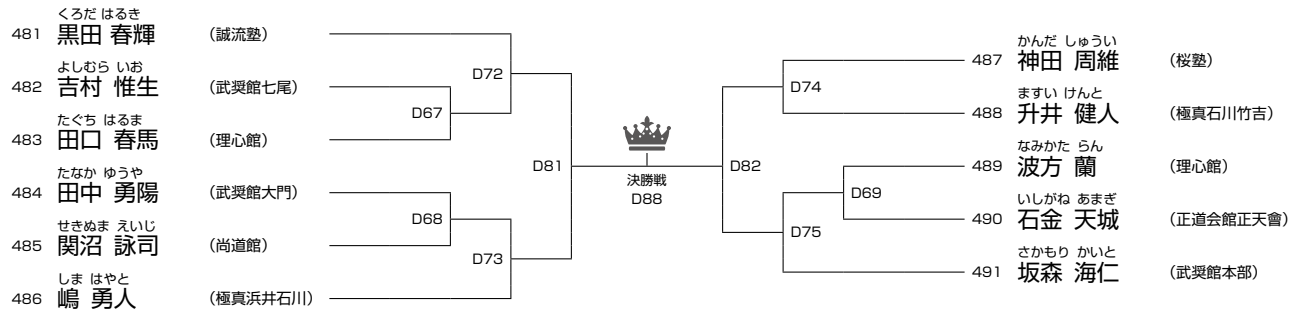 くろだ はるき
481 黒田 春輝 (誠流塾)
よしむら いお
482 吉村 惟生 (武奨館七尾)
たぐち はるま
483 田口 春馬 (理心館)
たなか ゆうや
484 田中 勇陽 (武奨館大門)
せきぬま えいじ
485 関沼 詠司 (尚道館)
しま はやと
486 嶋 勇人 (極真浜井石川)
D72
D67
D68
D73
D81
決勝戦
D88
D82
D74
D69
D75
かんだ しゅうい
487 神田 周維 (桜塾)
ますい けんと
488 升井 健人 (極真石川竹吉)
なみかた らん
489 波方 蘭 (理心館)
いしがね あまぎ
490 石金 天城 (正道会館正天會)
さかもり かいと
491 坂森 海仁 (武奨館本部)